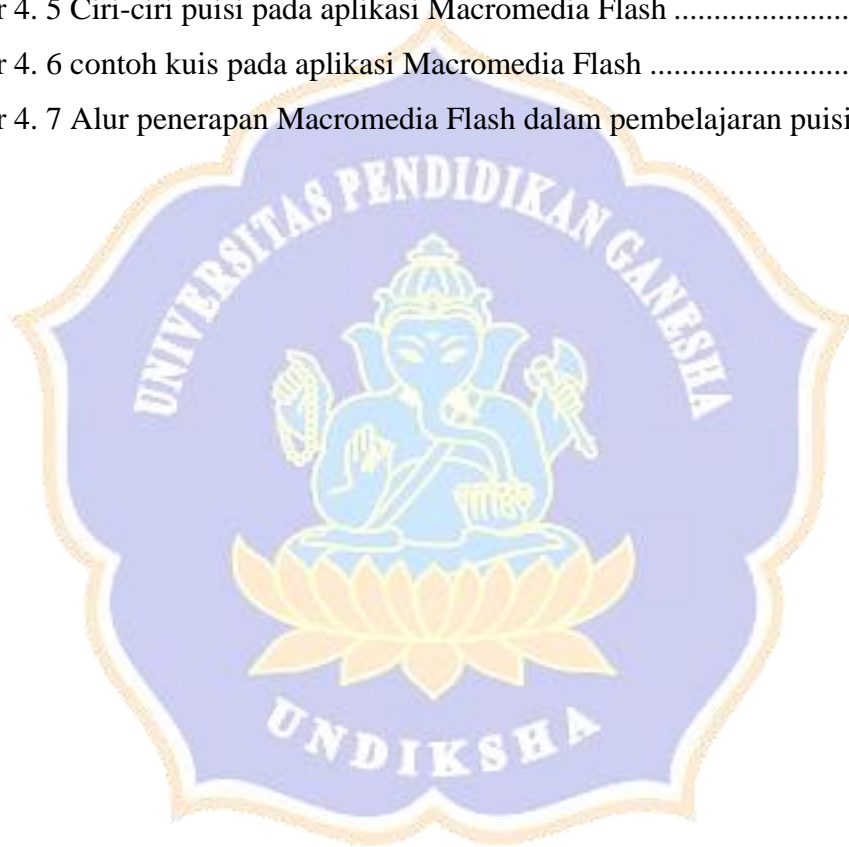 r 4. 5 Ciri-ciri puisi pada aplikasi Macromedia Flash ........................
r 4. 6 contoh kuis pada aplikasi Macromedia Flash ...........................
r 4. 7 Alur penerapan Macromedia Flash dalam pembelajaran puisi
UNIVERSITAS PENDIDIKAN GANESHA
UNDIKSHA